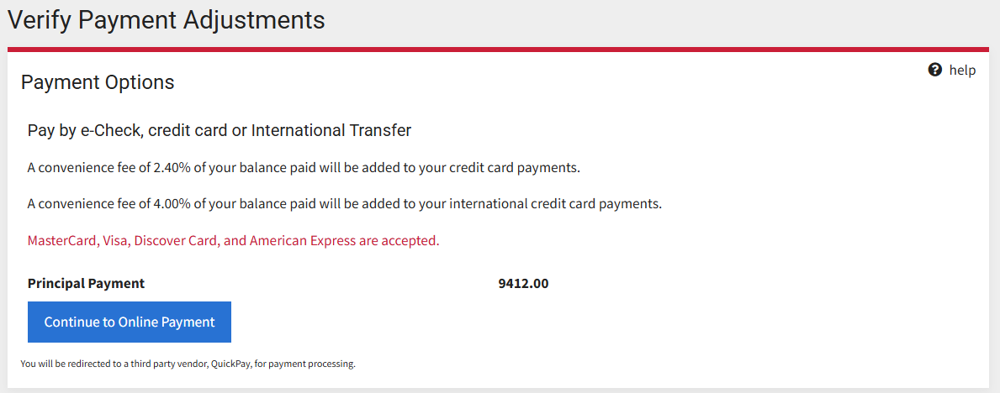 Verify Payment Adjustments
help
Payment Options
Pay by e-Check, credit card or International Transfer
A convenience fee of 2.40% of your balance paid will be added to your credit card payments.
A convenience fee of 4.00% of your balance paid will be added to your international credit card payments.
MasterCard, Visa, Discover Card, and American Express are accepted.
Principal Payment 9412.00
Continue to Online Payment
You will be redirected to a third party vendor, QuickPay, for payment processing.